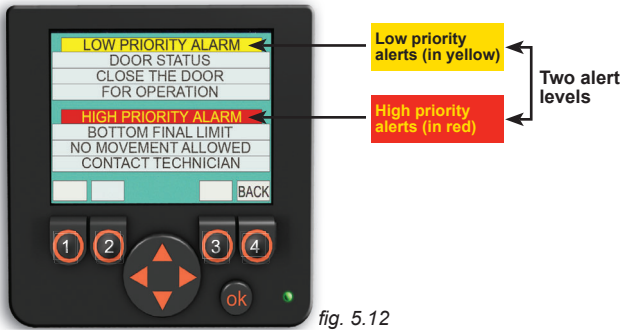 LOW PRIORITY ALARM
DOOR STATUS
CLOSE THE DOOR
FOR OPERATION
HIGH PRIORITY ALARM
BOTTOM FINAL LIMIT
NO MOVEMENT ALLOWED
CONTACT TECHNICIAN
BACK
1 2 3 4
ok
Low priority
alerts (in yellow)
High priority
alerts (in red)
Two alert
levels
fig. 5.12